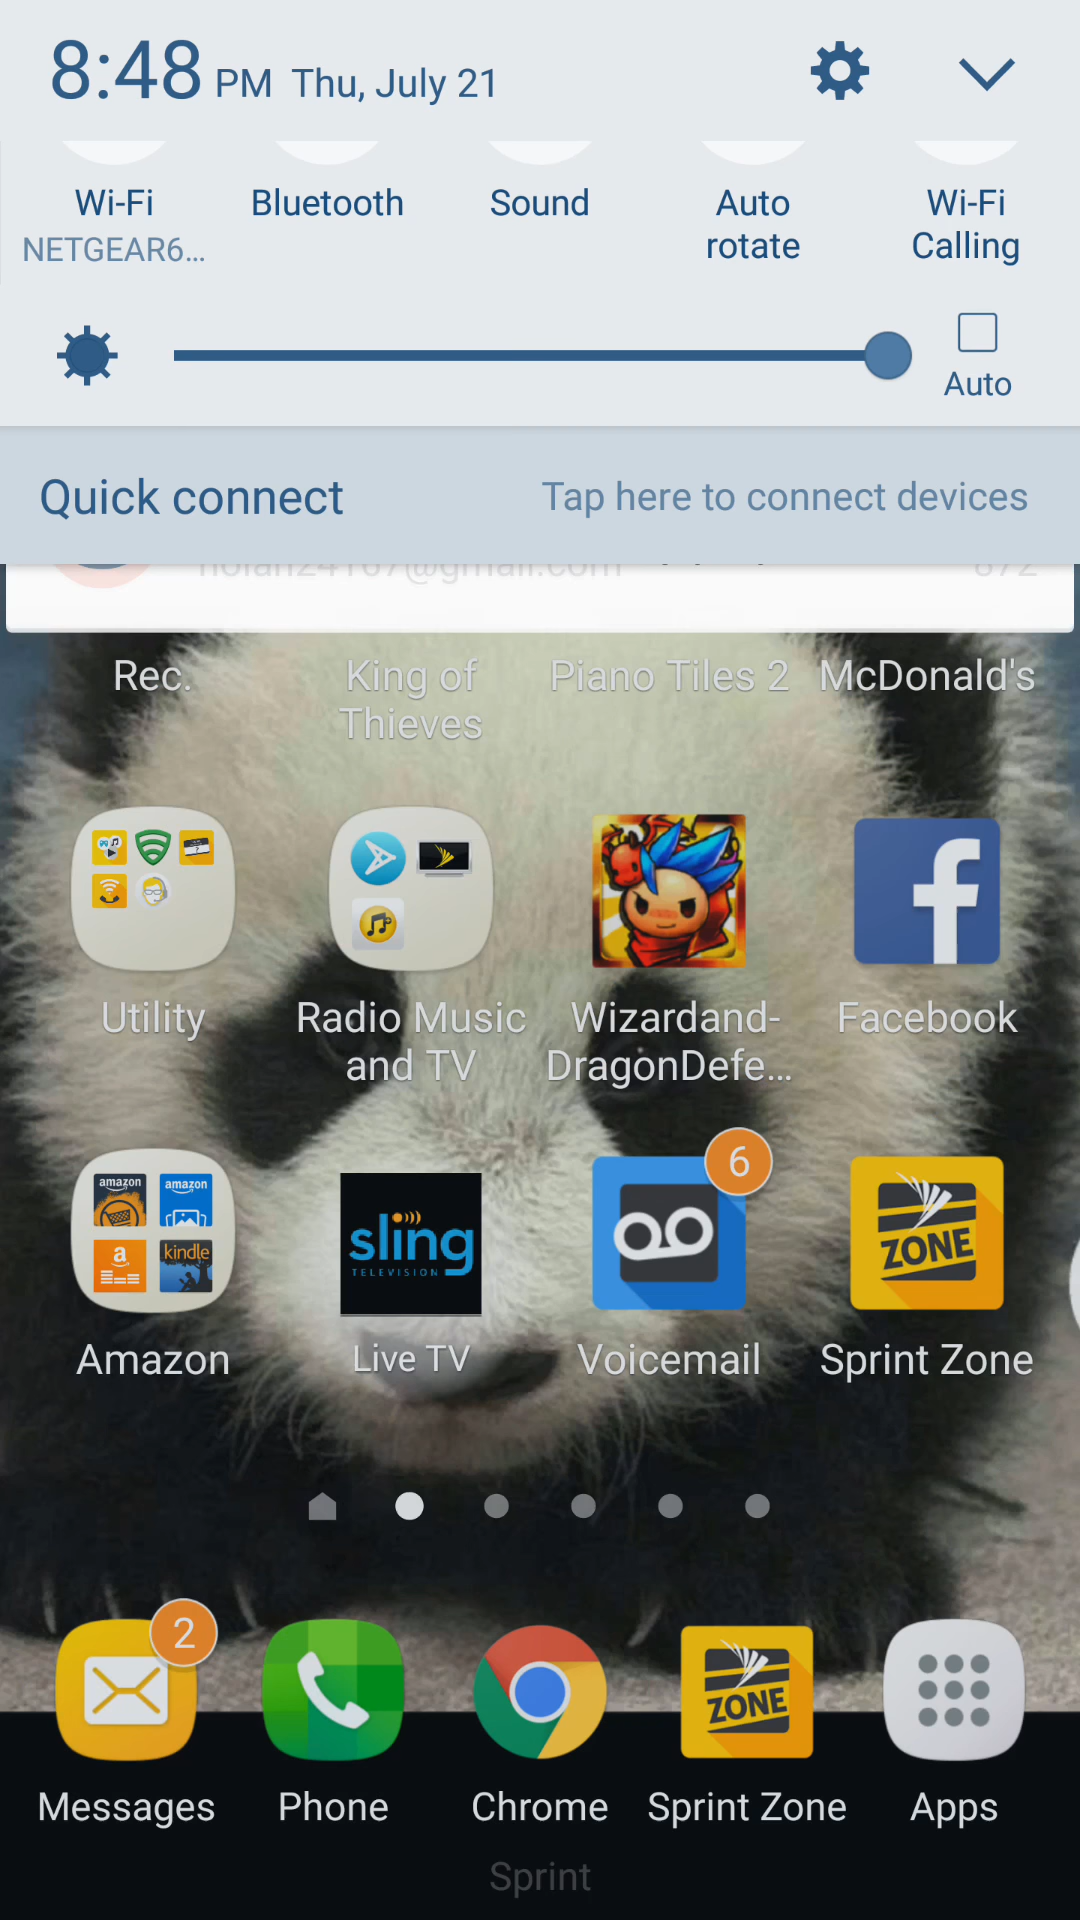 8:48 PM Thu, July 21
Wi-Fi Bluetooth Sound Auto rotate Wi-Fi Calling
NETGEAR6...
Auto
Quick connect Tap here to connect devices
Rec. King of Thieves Piano Tiles 2 McDonald's
Utility Radio Music and TV Wizardand-DragonDefe... Facebook
amazon amazon
a kindle
sling
TELEVISION
6
ZONE
Amazon Live TV Voicemail Sprint Zone
2
ZONE
Messages Phone Chrome Sprint Zone Apps
Sprint